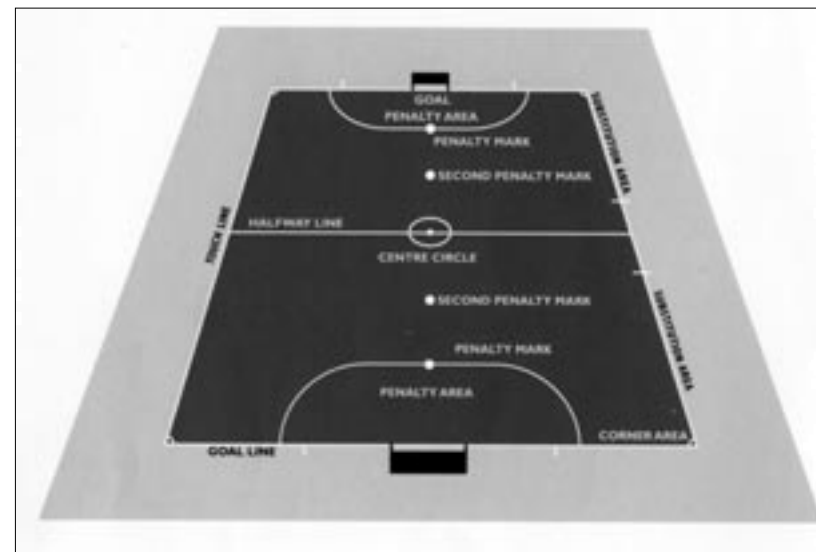 GOAL
PENALTY AREA
PENALTY MARK
SUBSTITUTION AREA
SECOND PENALTY MARK
TOUCH LINE
HALFWAY LINE
CENTRE CIRCLE
SECOND PENALTY MARK
SUBSTITUTION AREA
PENALTY MARK
PENALTY AREA
CORNER AREA
GOAL LINE